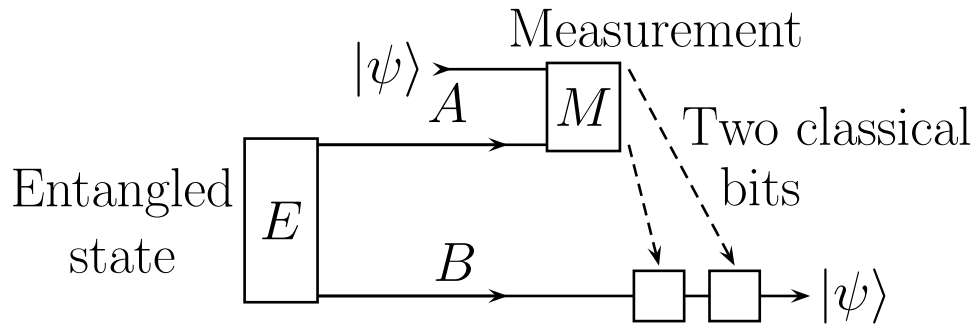 Measurement
|ψ⟩
A
M
Two classical
bits
Entangled
state
E
B
|ψ⟩